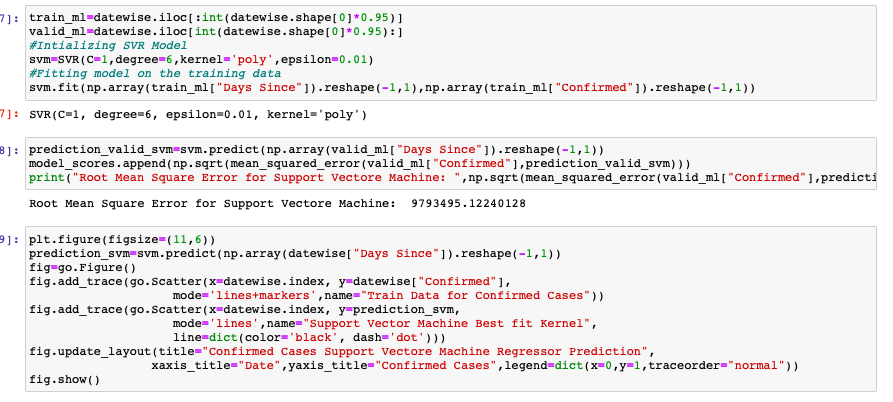 7]: train_ml=datewise.iloc[:int(datewise.shape[0]*0.95)]
valid_ml=datewise.iloc[int(datewise.shape[0]*0.95):]
#Intializing SVR Model
svm=SVR(C=1,degree=6,kernel='poly',epsilon=0.01)
#Fitting model on the training data
svm.fit(np.array(train_ml["Days Since"]).reshape(-1,1),np.array(train_ml["Confirmed"]).reshape(-1,1))
7]: SVR(C=1, degree=6, epsilon=0.01, kernel='poly')
8]: prediction_valid_svm=svm.predict(np.array(valid_ml["Days Since"]).reshape(-1,1))
model_scores.append(np.sqrt(mean_squared_error(valid_ml["Confirmed"],prediction_valid_svm)))
print("Root Mean Square Error for Support Vectore Machine: ",np.sqrt(mean_squared_error(valid_ml["Confirmed"],predicti
Root Mean Square Error for Support Vectore Machine:  9793495.12240128
9]: plt.figure(figsize=(11,6))
prediction_svm=svm.predict(np.array(datewise["Days Since"]).reshape(-1,1))
fig=go.Figure()
fig.add_trace(go.Scatter(x=datewise.index, y=datewise["Confirmed"],
mode='lines+markers',name="Train Data for Confirmed Cases"))
fig.add_trace(go.Scatter(x=datewise.index, y=prediction_svm,
mode='lines',name="Support Vector Machine Best fit Kernel",
line=dict(color='black', dash='dot')))
fig.update_layout(title="Confirmed Cases Support Vectore Machine Regressor Prediction",
xaxis_title="Date",yaxis_title="Confirmed Cases",legend=dict(x=0,y=1,traceorder="normal"))
fig.show()